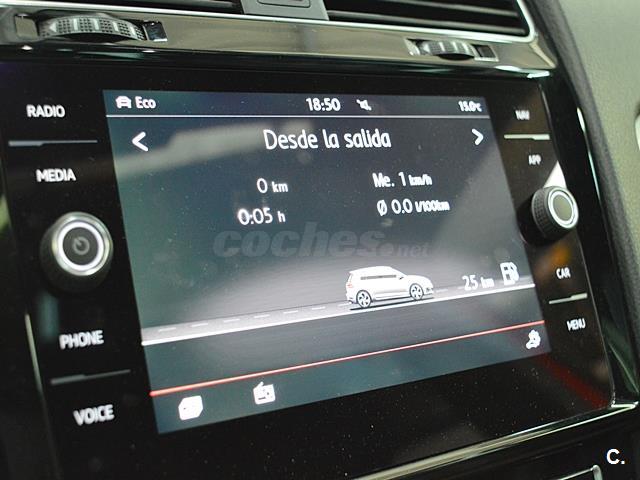 RADIO
MEDIA
PHONE
VOICE
Eco
18:50
15.0°C
Desde la salida
0 km
Me. 1 km/h
0:05 h
Ø 0.0 l/100km
coches.net
25 km
NAV
APP
CAR
MENU
C.